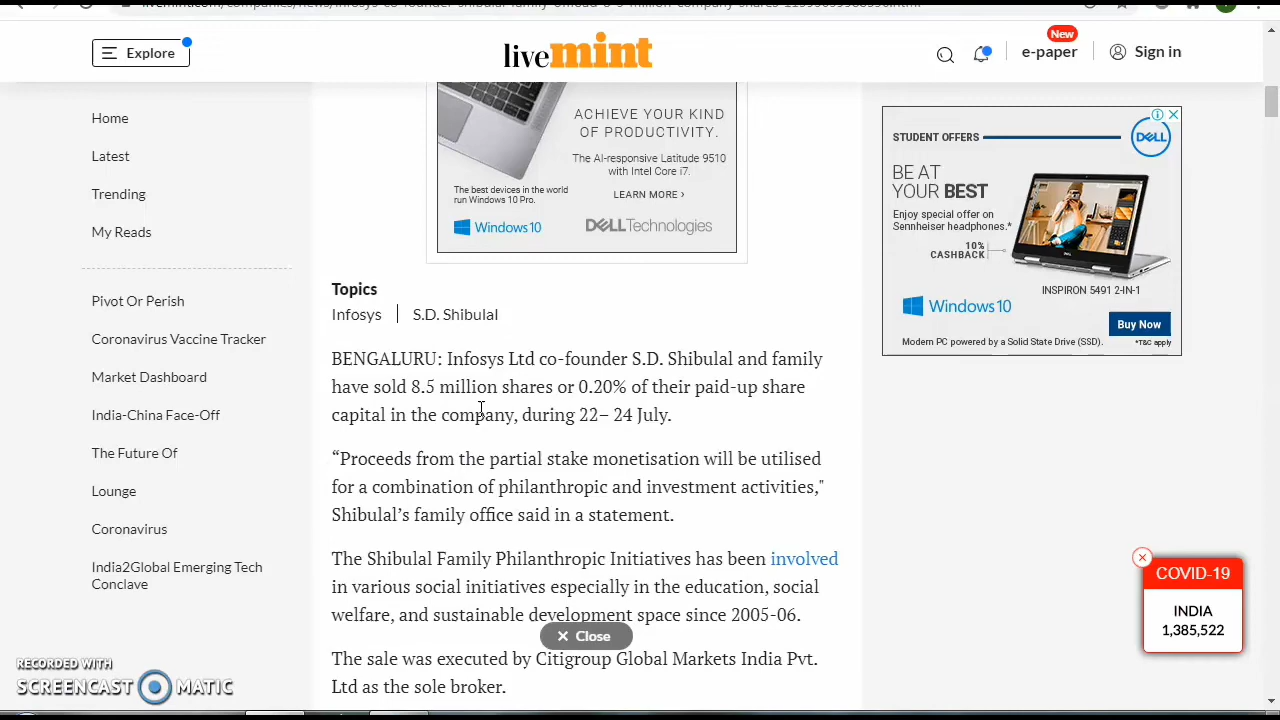 Explore
livemint
New
e-paper
Sign in
Home
Latest
Trending
My Reads
Pivot Or Perish
Coronavirus Vaccine Tracker
Market Dashboard
India-China Face-Off
The Future Of
Lounge
Coronavirus
India2Global Emerging Tech
Conclave
ACHIEVE YOUR KIND
OF PRODUCTIVITY.
The AI-responsive Latitude 9510
with Intel Core i7.
The best devices in the world
run Windows 10 Pro.
LEARN MORE ›
Windows10
DELLTechnologies
Topics
Infosys | S.D. Shibulal
BENGALURU: Infosys Ltd co-founder S.D. Shibulal and family
have sold 8.5 million shares or 0.20% of their paid-up share
capital in the company, during 22– 24 July.
“Proceeds from the partial stake monetisation will be utilised
for a combination of philanthropic and investment activities,"
Shibulal’s family office said in a statement.
The Shibulal Family Philanthropic Initiatives has been involved
in various social initiatives especially in the education, social
welfare, and sustainable development space since 2005-06.
Close
The sale was executed by Citigroup Global Markets India Pvt.
Ltd as the sole broker.
STUDENT OFFERS
DELL
BE AT
YOUR BEST
Enjoy special offer on
Sennheiser headphones.*
10%
CASHBACK
INSPIRON 5491 2-IN-1
Windows10
Buy Now
Modern PC powered by a Solid State Drive (SSD).
*T&C apply
COVID-19
INDIA
1,385,522
RECORDED WITH
SCREENCAST MATIC